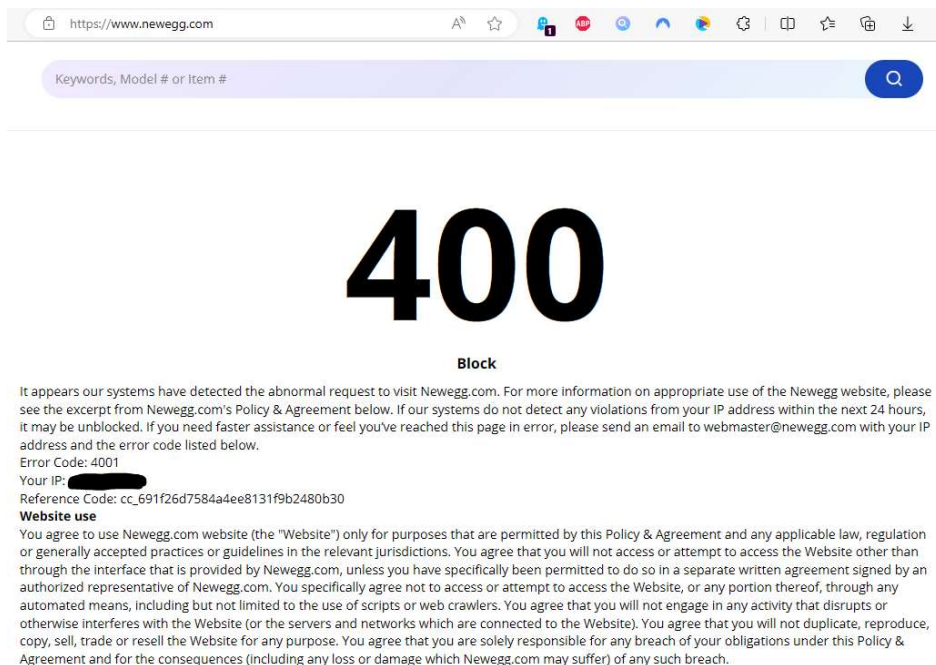 https://www.newegg.com
A
1
ABP
Keywords, Model # or Item #
400
Block
It appears our systems have detected the abnormal request to visit Newegg.com. For more information on appropriate use of the Newegg website, please
see the excerpt from Newegg.com's Policy & Agreement below. If our systems do not detect any violations from your IP address within the next 24 hours,
it may be unblocked. If you need faster assistance or feel you've reached this page in error, please send an email to webmaster@newegg.com with your IP
address and the error code listed below.
Error Code: 4001
Your IP:
Reference Code: cc_691f26d7584a4ee8131f9b2480b30
Website use
You agree to use Newegg.com website (the "Website") only for purposes that are permitted by this Policy & Agreement and any applicable law, regulation
or generally accepted practices or guidelines in the relevant jurisdictions. You agree that you will not access or attempt to access the Website other than
through the interface that is provided by Newegg.com, unless you have specifically been permitted to do so in a separate written agreement signed by an
authorized representative of Newegg.com. You specifically agree not to access or attempt to access the Website, or any portion thereof, through any
automated means, including but not limited to the use of scripts or web crawlers. You agree that you will not engage in any activity that disrupts or
otherwise interferes with the Website (or the servers and networks which are connected to the Website). You agree that you will not duplicate, reproduce,
copy, sell, trade or resell the Website for any purpose. You agree that you are solely responsible for any breach of your obligations under this Policy &
Agreement and for the consequences (including any loss or damage which Newegg.com may suffer) of any such breach.